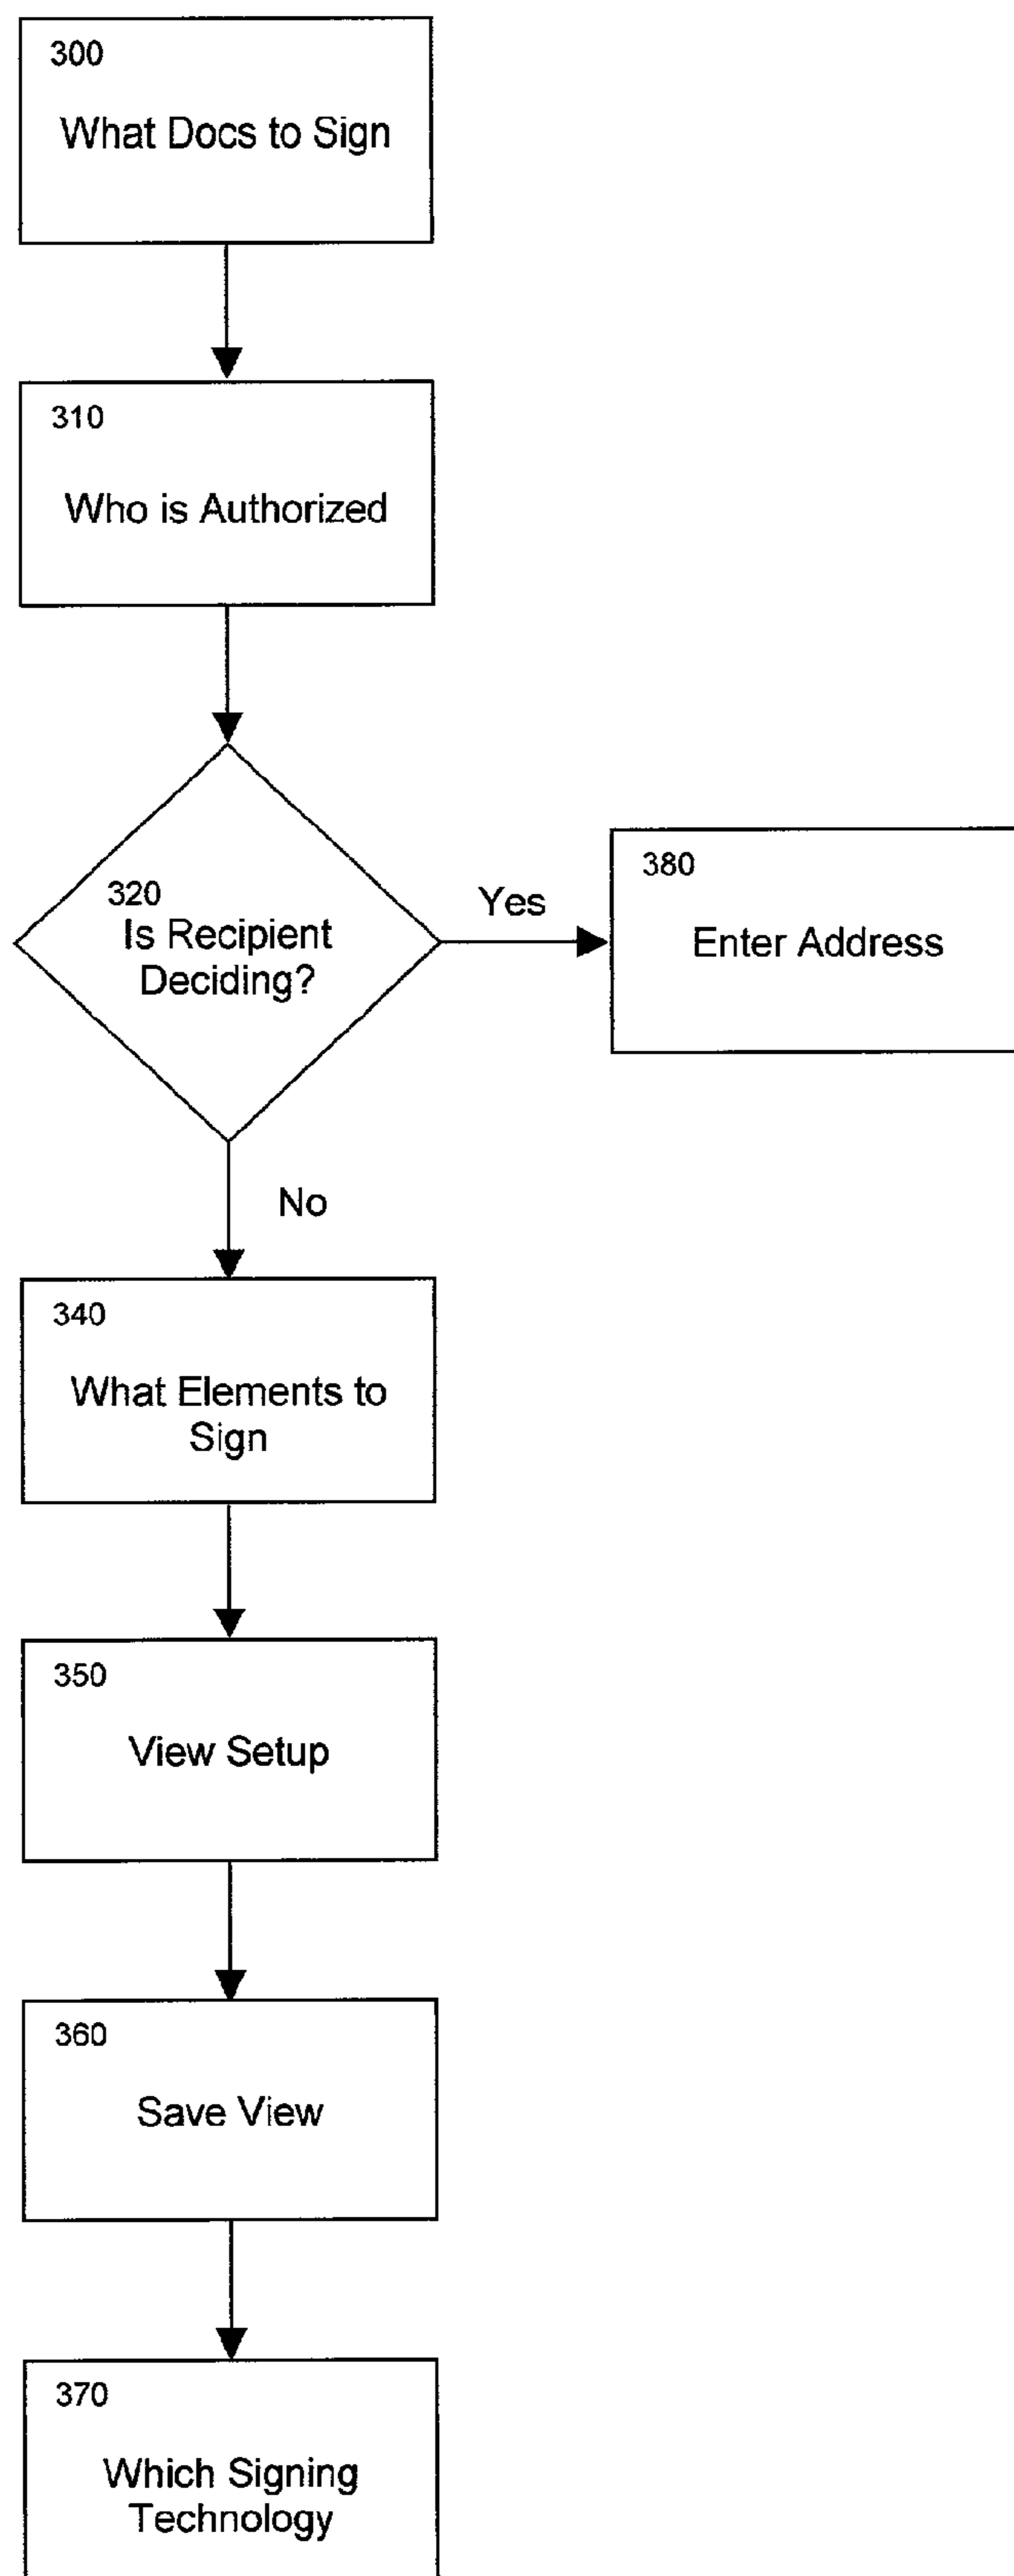 300
What Docs to Sign
310
Who is Authorized
320
Is Recipient
Deciding?
Yes
380
Enter Address
No
340
What Elements to
Sign
350
View Setup
360
Save View
370
Which Signing
Technology